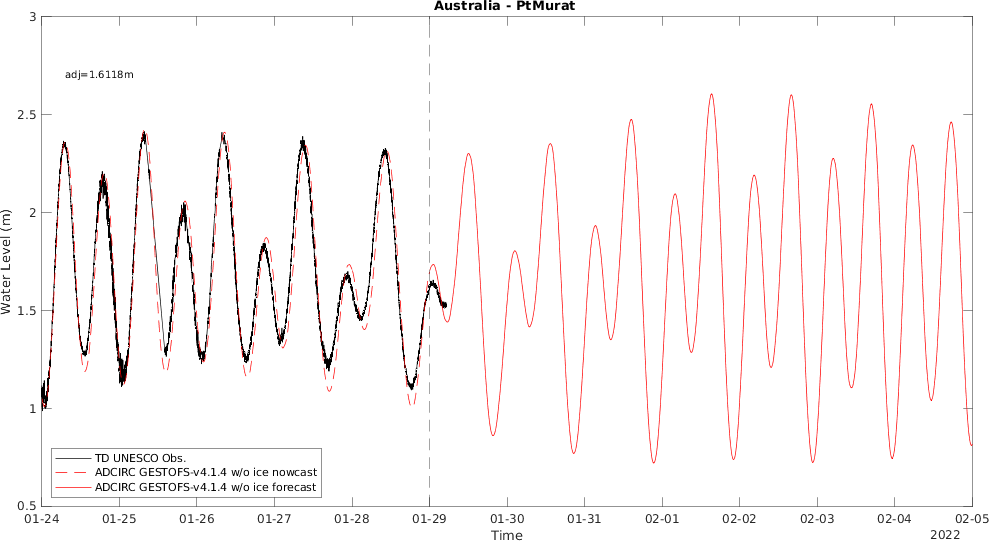 Australia - PtMurat
3
adj=1.6118m
2.5
2
Water Level (m)
1.5
1
TD UNESCO Obs.
ADCIRC GESTOFS-v4.1.4 w/o ice nowcast
ADCIRC GESTOFS-v4.1.4 w/o ice forecast
0.5
01-24 01-25 01-26 01-27 01-28 01-29 01-30 01-31 02-01 02-02 02-03 02-04 02-05
Time
2022